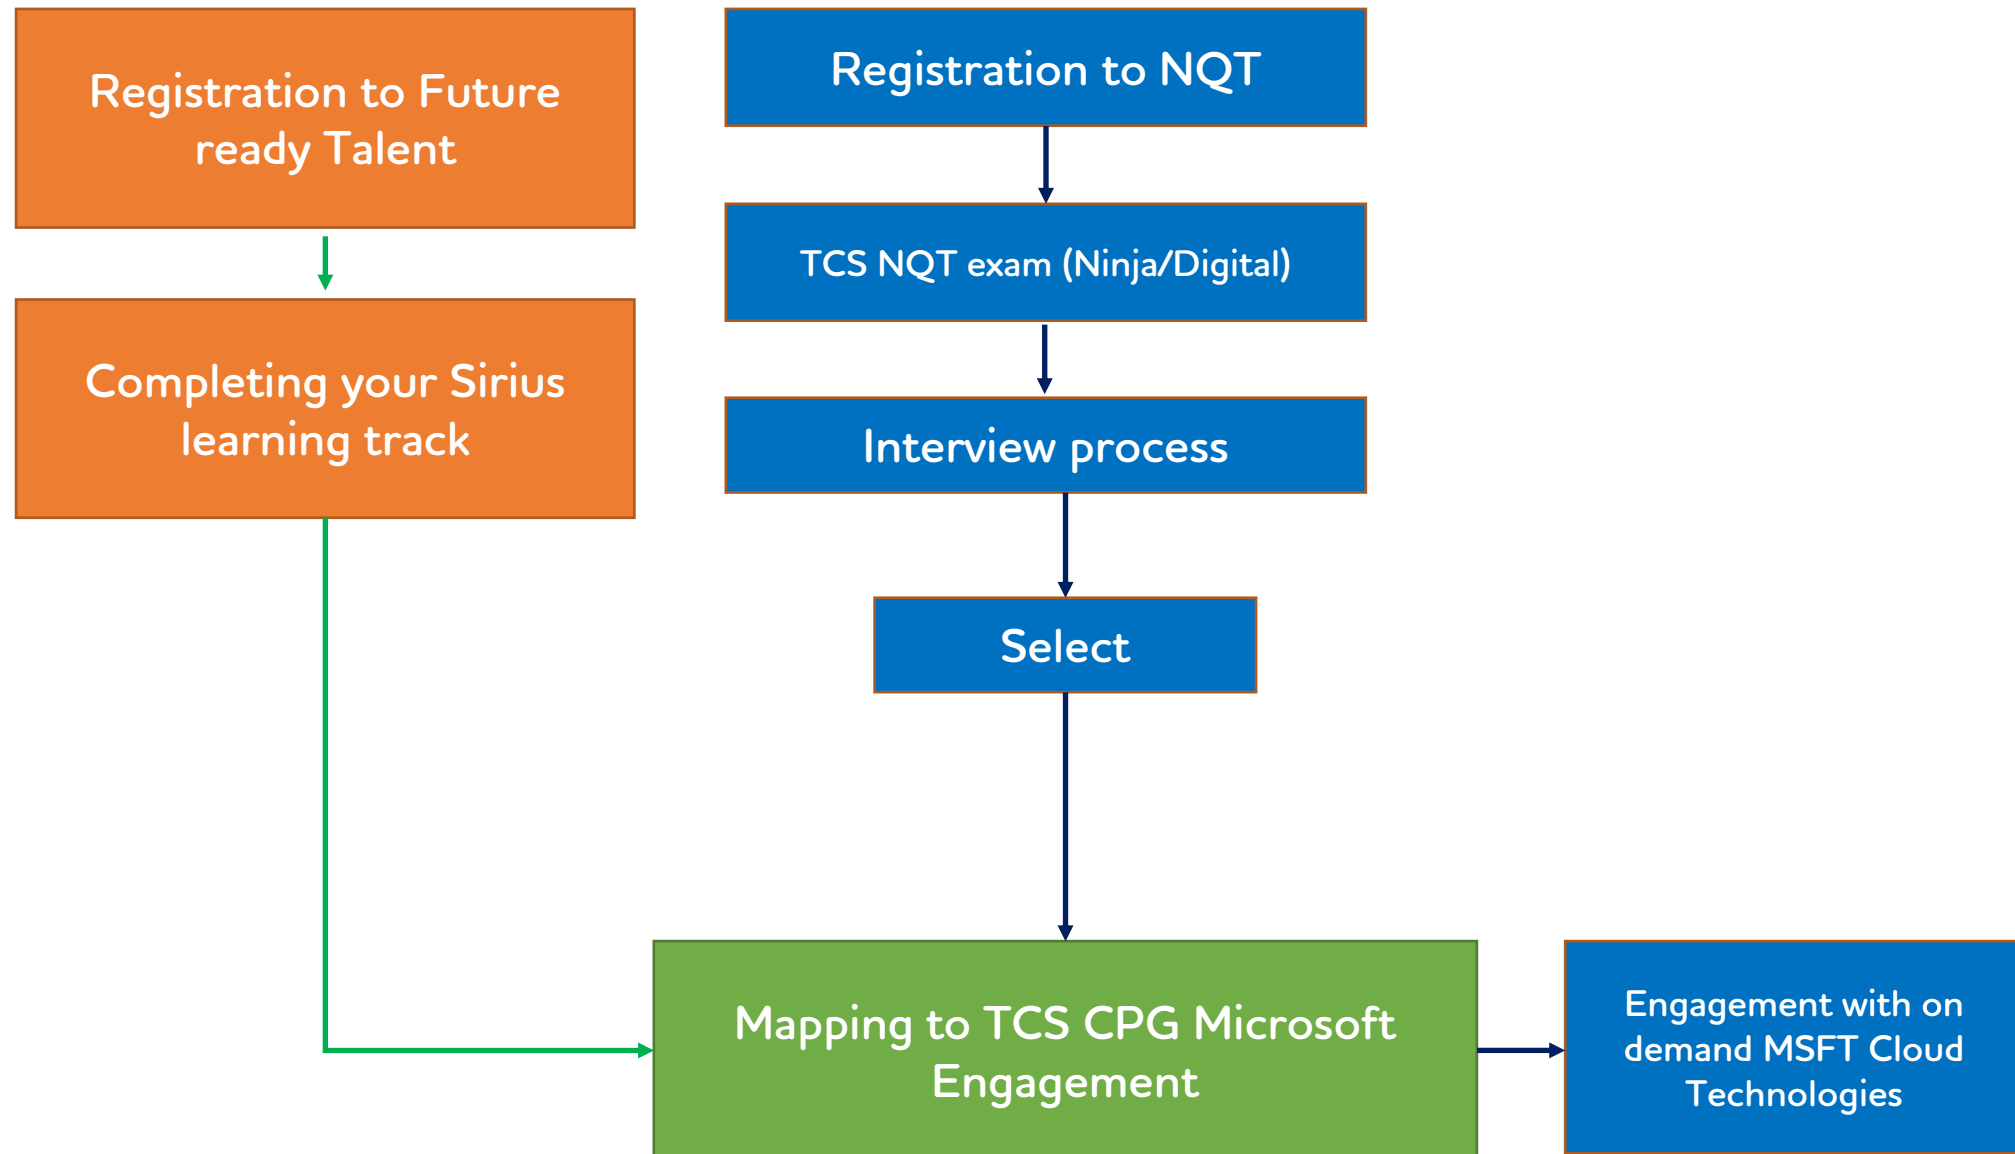 Registration to Future
ready Talent
Completing your Sirius
learning track
Registration to NQT
TCS NQT exam (Ninja/Digital)
Interview process
Select
Mapping to TCS CPG Microsoft
Engagement
Engagement with on
demand MSFT Cloud
Technologies